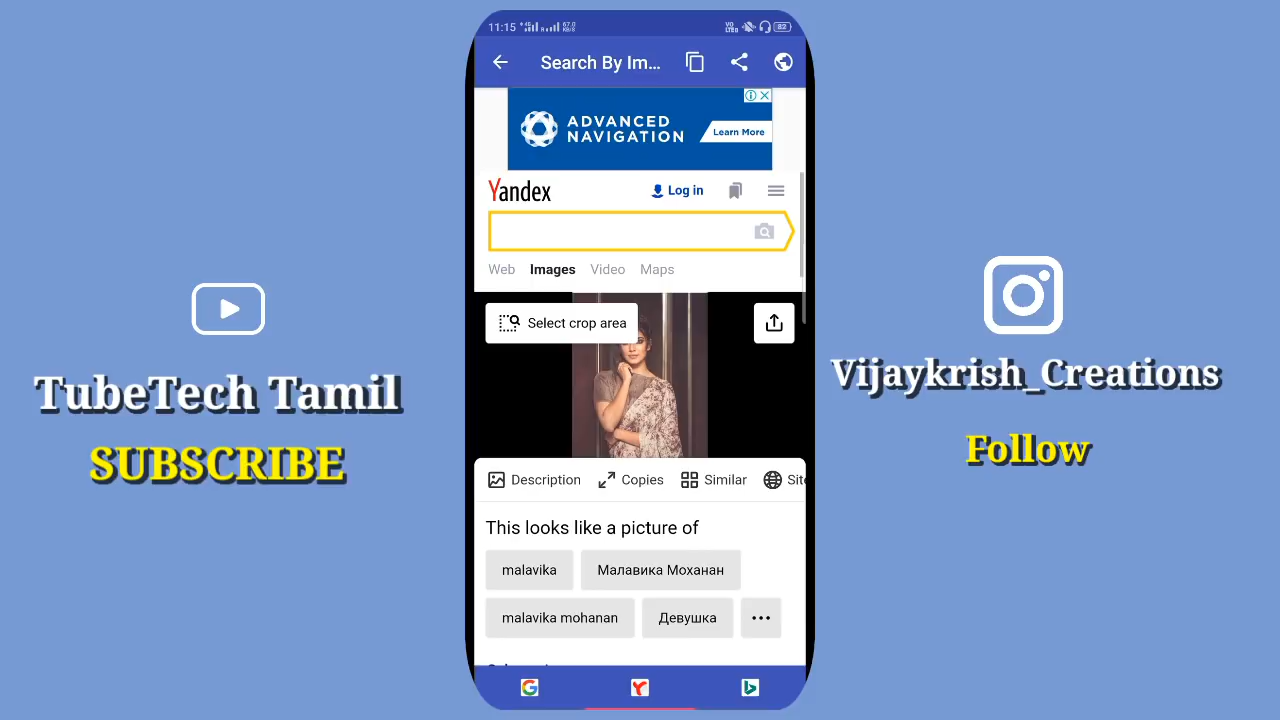 11:15
82
Search By Im...
ADVANCED
NAVIGATION
Learn More
Yandex
Log in
Web Images Video Maps
Select crop area
TubeTech Tamil
SUBSCRIBE
Vijaykrish_Creations
Follow
Description Copies Similar Site
This looks like a picture of
malavika Малавика Моханан
malavika mohanan Девушка